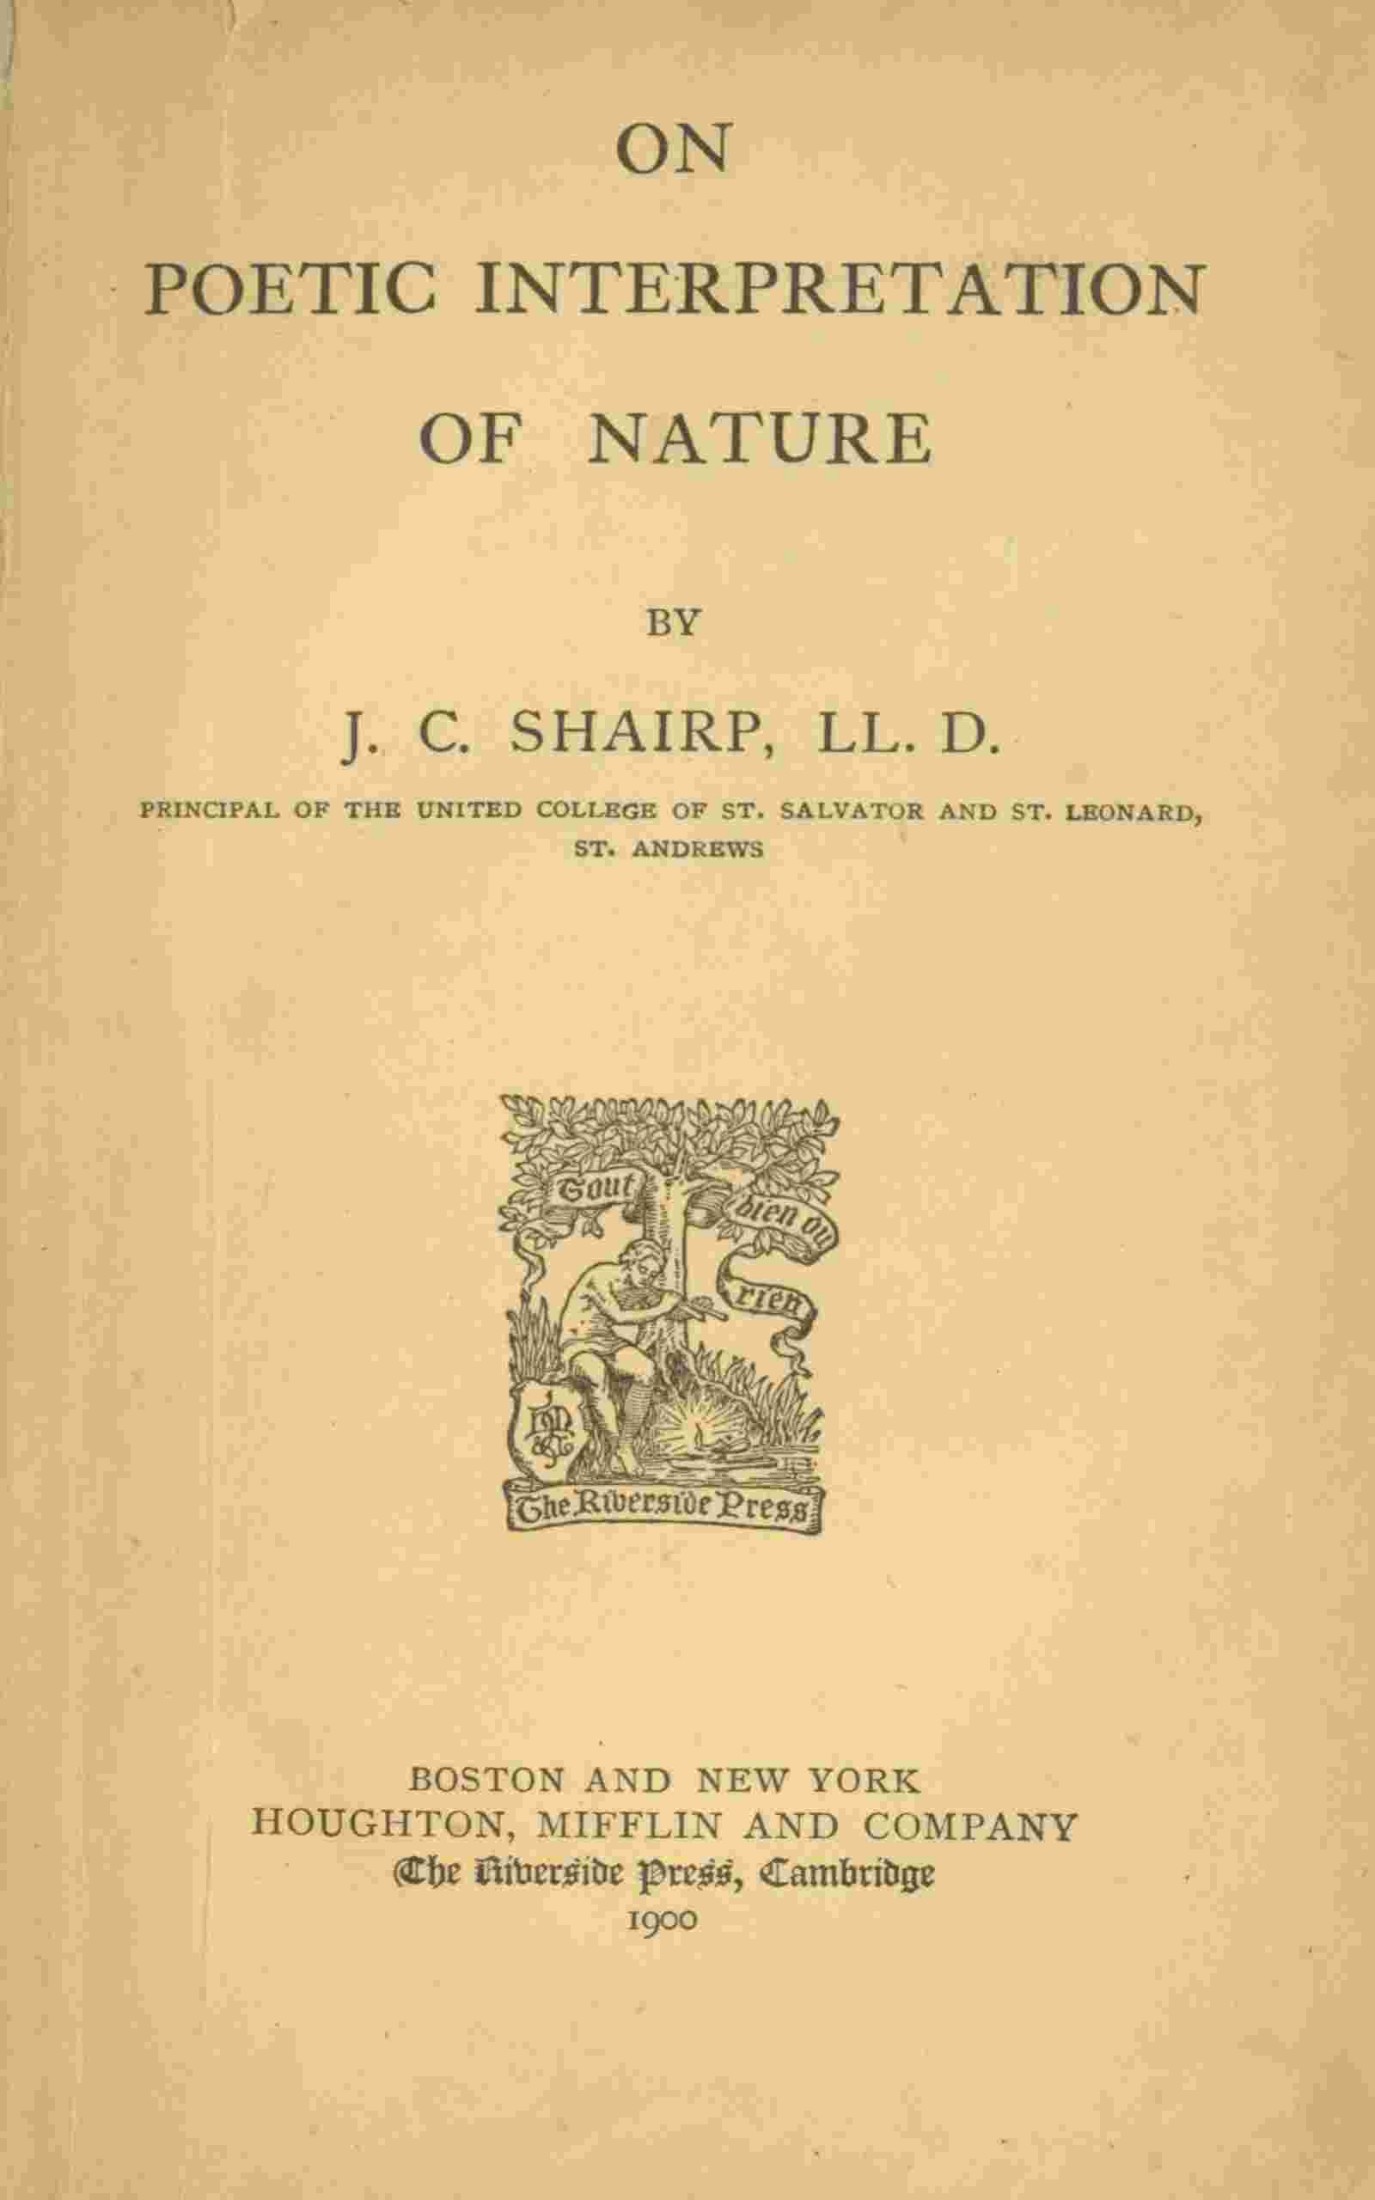 ON
POETIC INTERPRETATION
OF NATURE
BY
J. C. SHAIRP, LL. D.
PRINCIPAL OF THE UNITED COLLEGE OF ST. SALVATOR AND ST. LEONARD,
ST. ANDREWS
Tout
bien ou
rien
The Riverside Press
BOSTON AND NEW YORK
HOUGHTON, MIFFLIN AND COMPANY
The Riverside Press, Cambridge
1900